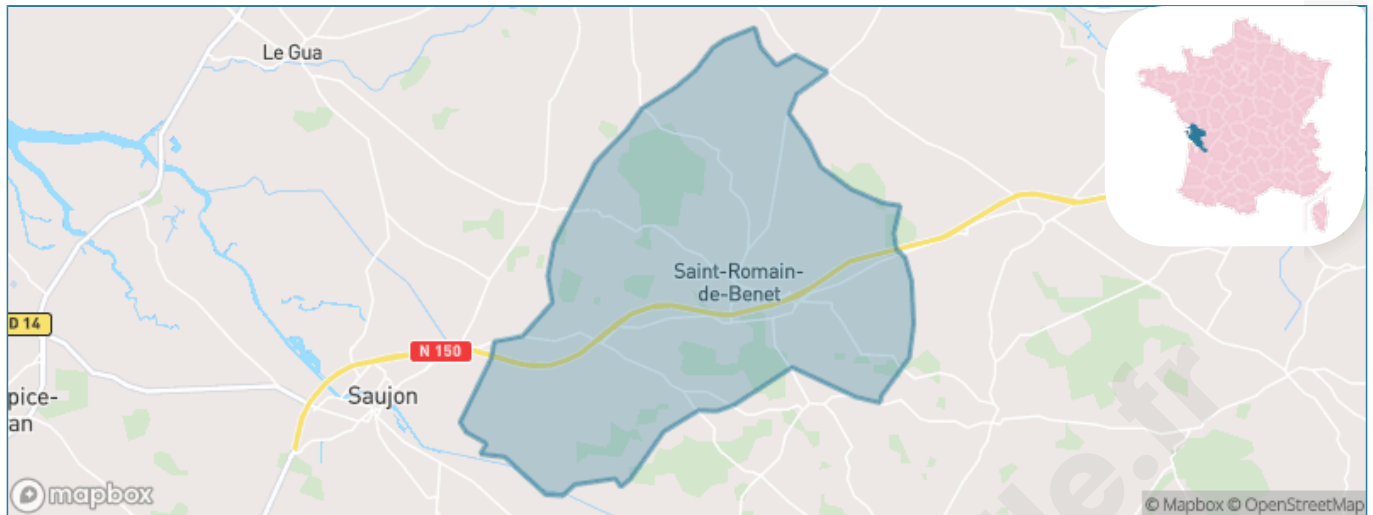 Le Gua
Saint-Romain-
de-Benet
D 14
N 150
Saujon
pice-
an
mapbox
© Mapbox © OpenStreetMap